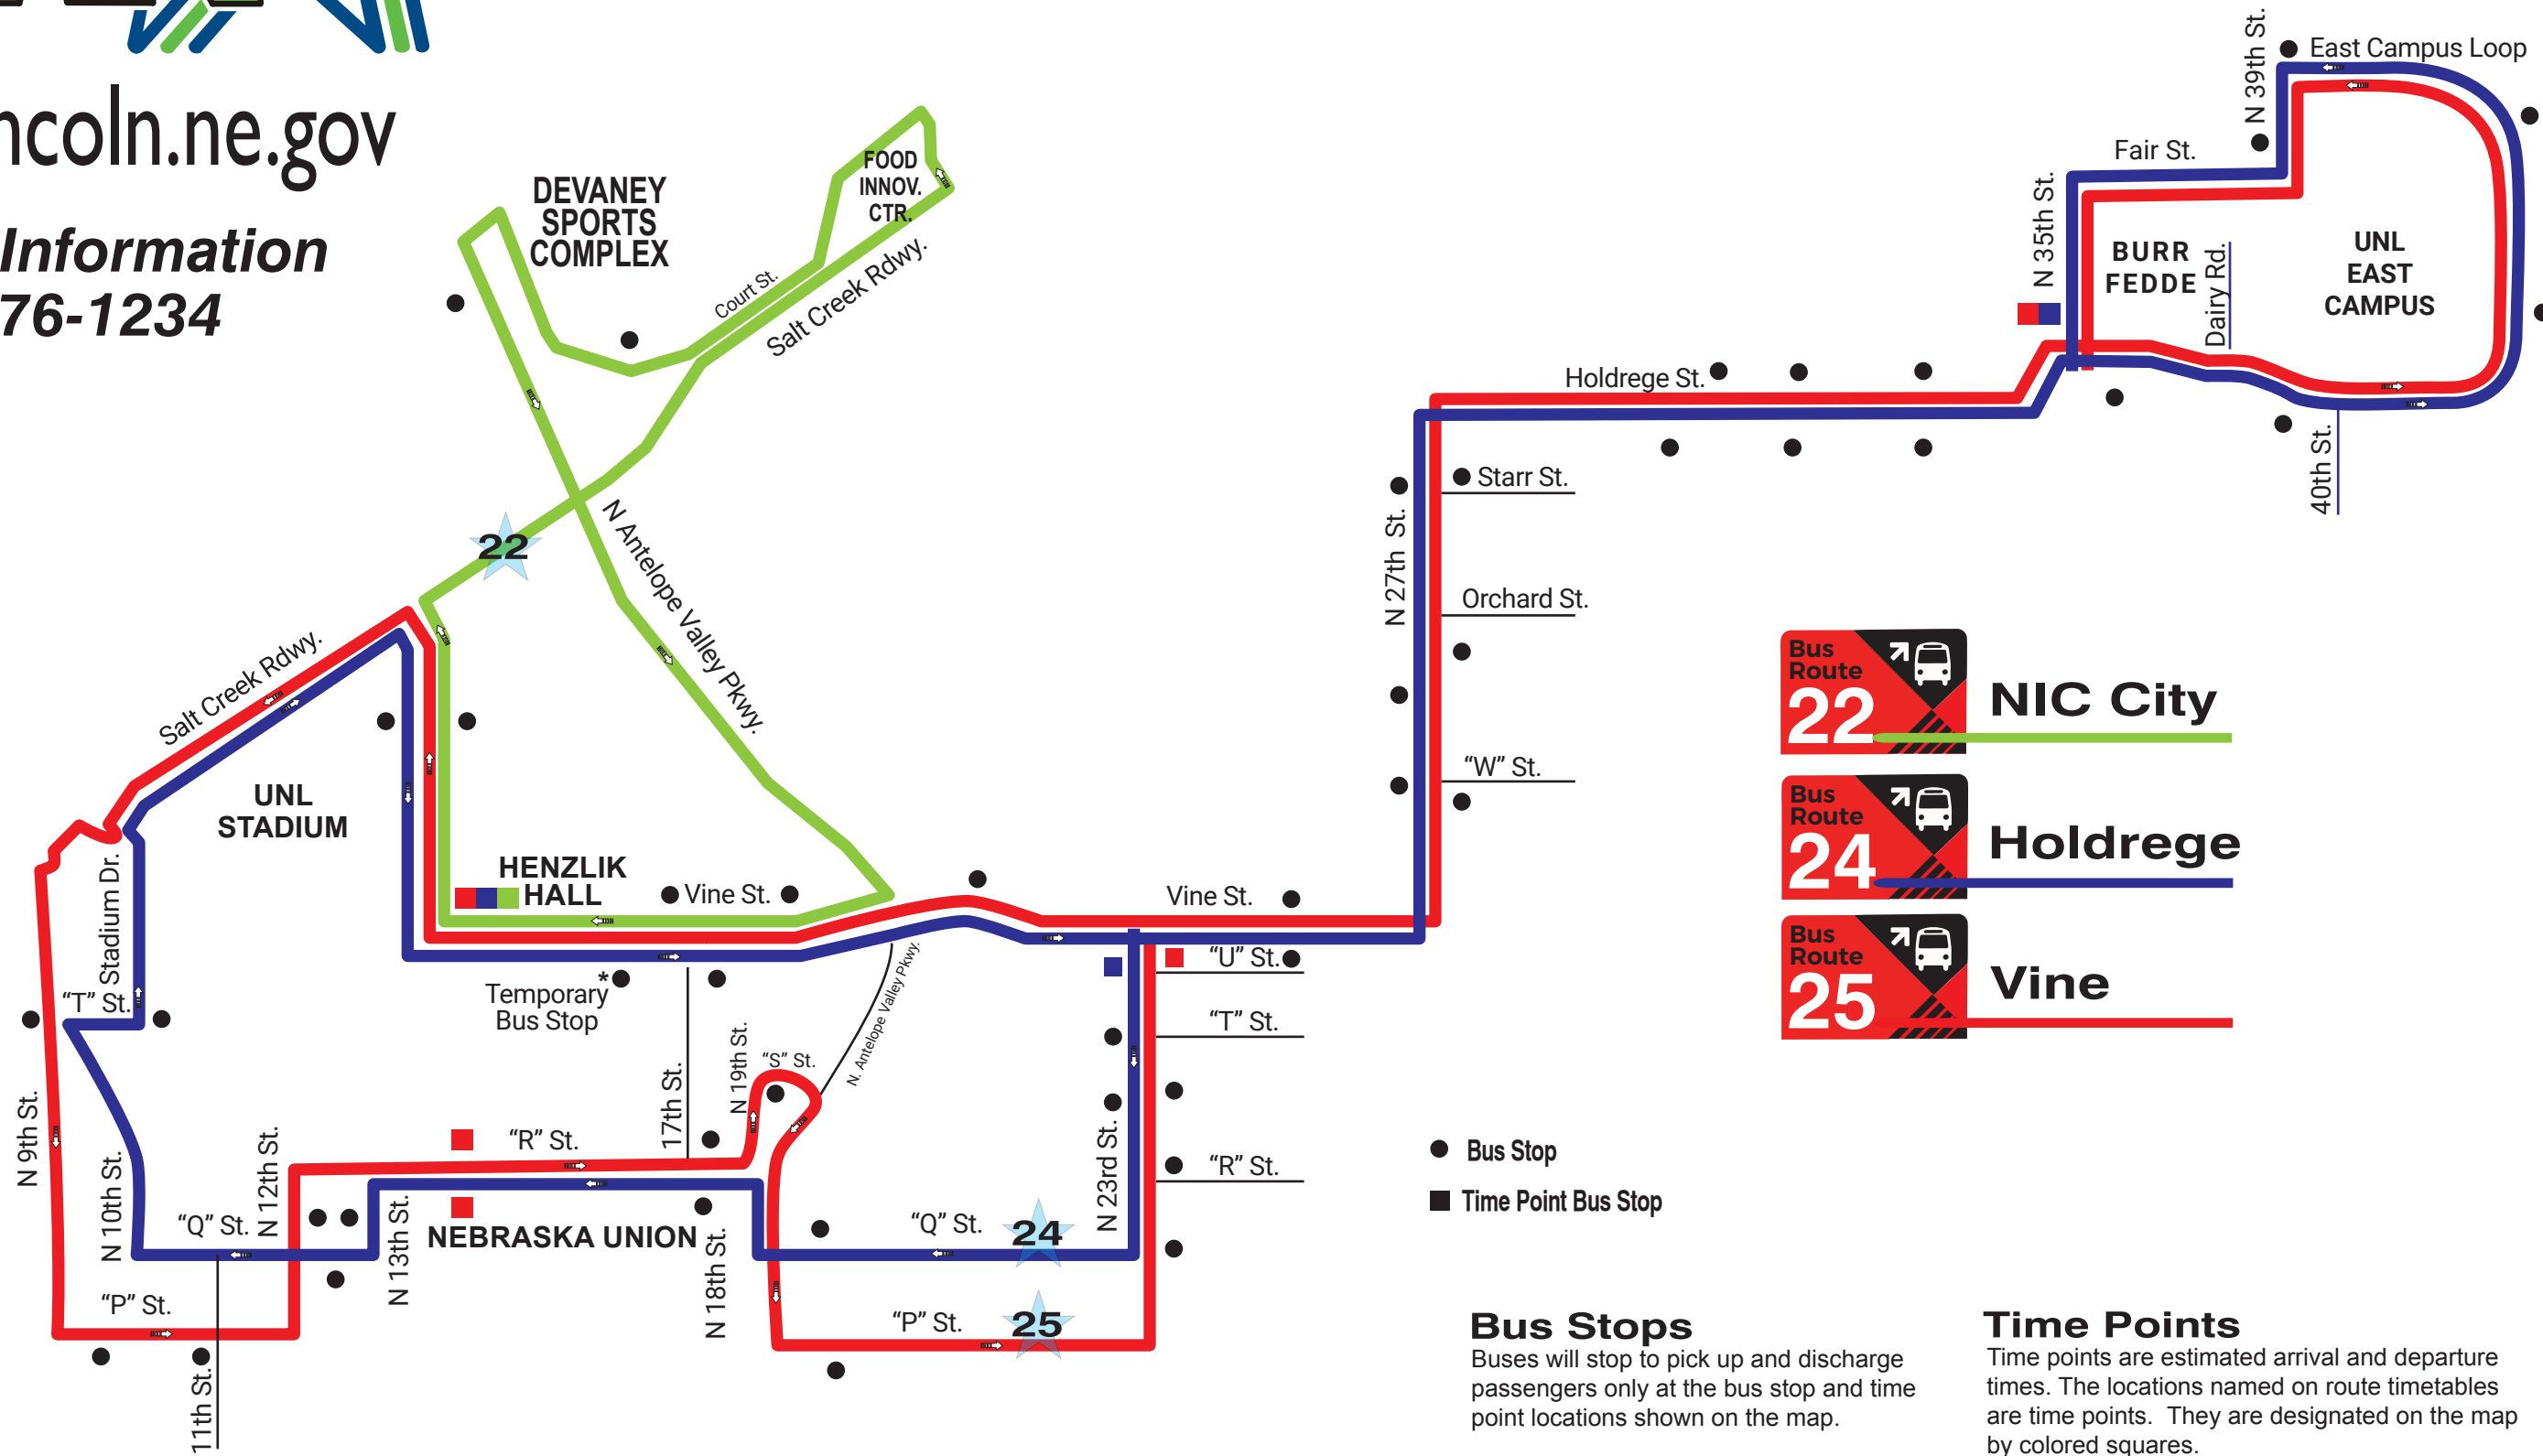 ncoln.ne.gov
Information
76-1234
DEVANEY
SPORTS
COMPLEX
FOOD
INNOV.
CTR.
Court St.
Salt Creek Rdwy.
22
N Antelope Valley Pkwy.
Salt Creek Rdwy.
UNL
STADIUM
HENZLIK
HALL
Vine St.
Vine St.
Stadium Dr.
"T" St.
*
Temporary
Bus Stop
17th St.
N 19th St.
"S" St.
N. Antelope Valley Pkwy.
"U" St.
"T" St.
"R" St.
N 23rd St.
N 9th St.
N 10th St.
"Q" St.
N 12th St.
"R" St.
N 13th St.
NEBRASKA UNION
N 18th St.
"Q" St.
24
"P" St.
25
"P" St.
11th St.
N 27th St.
Starr St.
Orchard St.
"W" St.
Holdrege St.
N 35th St.
Fair St.
N 39th St.
East Campus Loop
BURR
FEDDE
Dairy Rd.
UNL
EAST
CAMPUS
40th St.
Bus
Route
22
NIC City
Bus
Route
24
Holdrege
Bus
Route
25
Vine
Bus Stop
Time Point Bus Stop
Bus Stops
Buses will stop to pick up and discharge
passengers only at the bus stop and time
point locations shown on the map.
Time Points
Time points are estimated arrival and departure
times. The locations named on route timetables
are time points.  They are designated on the map
by colored squares.